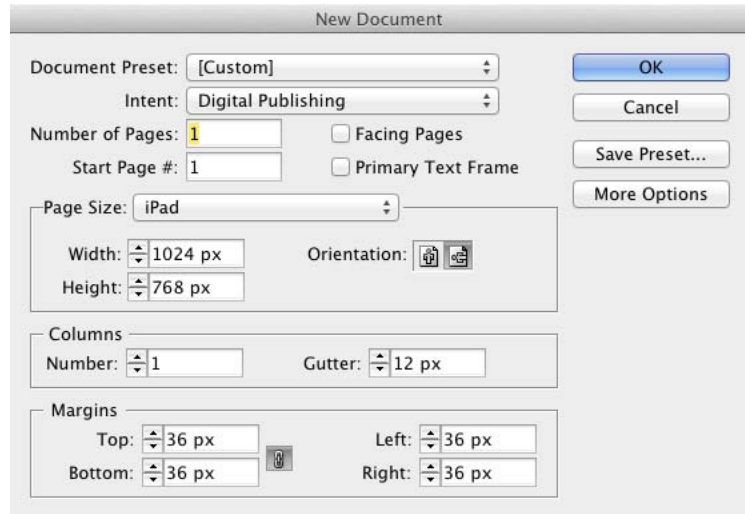 New Document
Document Preset: [Custom]
OK
Intent: Digital Publishing
Cancel
Number of Pages: 1
Facing Pages
Save Preset...
Start Page #: 1
Primary Text Frame
More Options
Page Size: iPad
Width: 1024 px
Orientation:
Height: 768 px
Columns
Number: 1
Gutter: 12 px
Margins
Top: 36 px
Left: 36 px
Bottom: 36 px
Right: 36 px